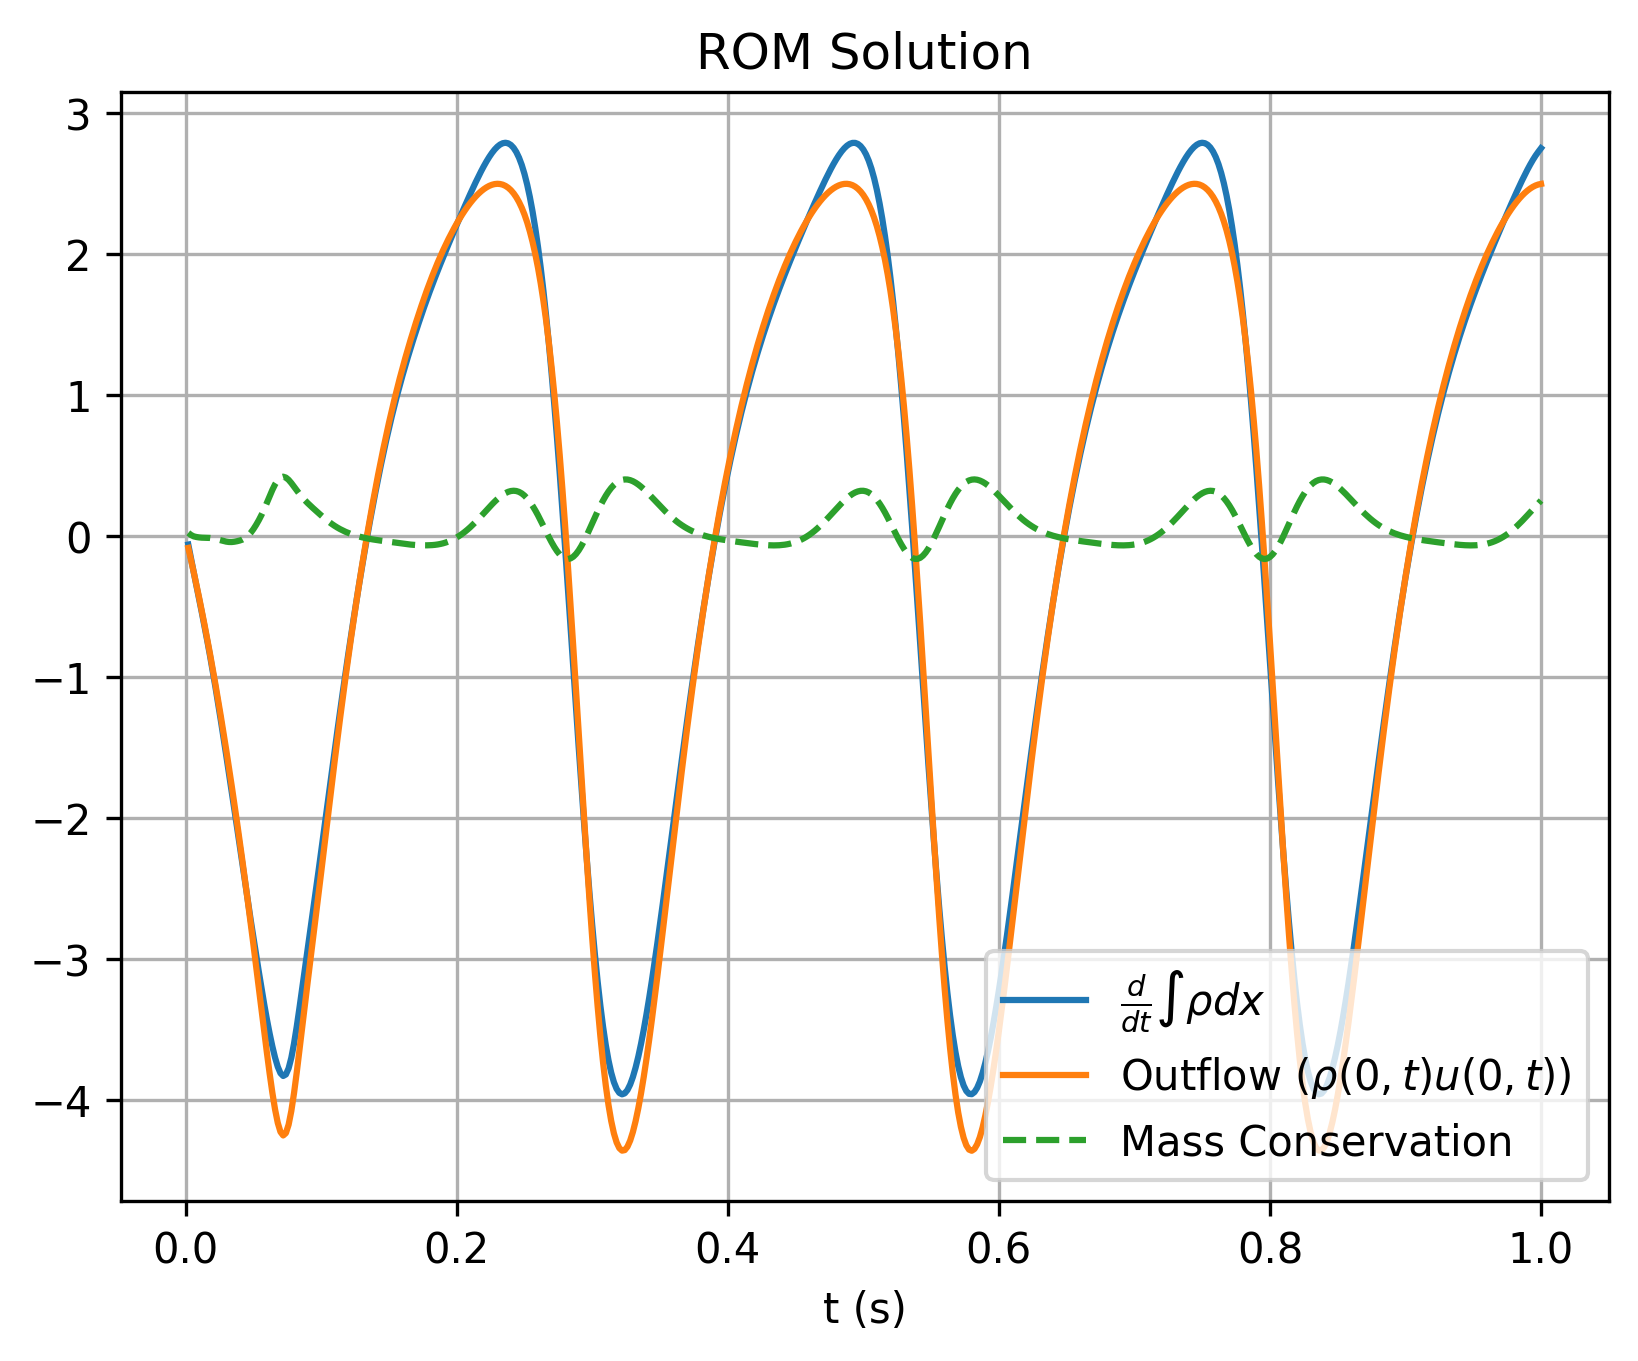 ROM Solution
3
2
1
0
−1
−2
−3
−4
d/dt ∫ρdx
Outflow (ρ(0, t)u(0, t))
Mass Conservation
0.0 0.2 0.4 0.6 0.8 1.0
t (s)